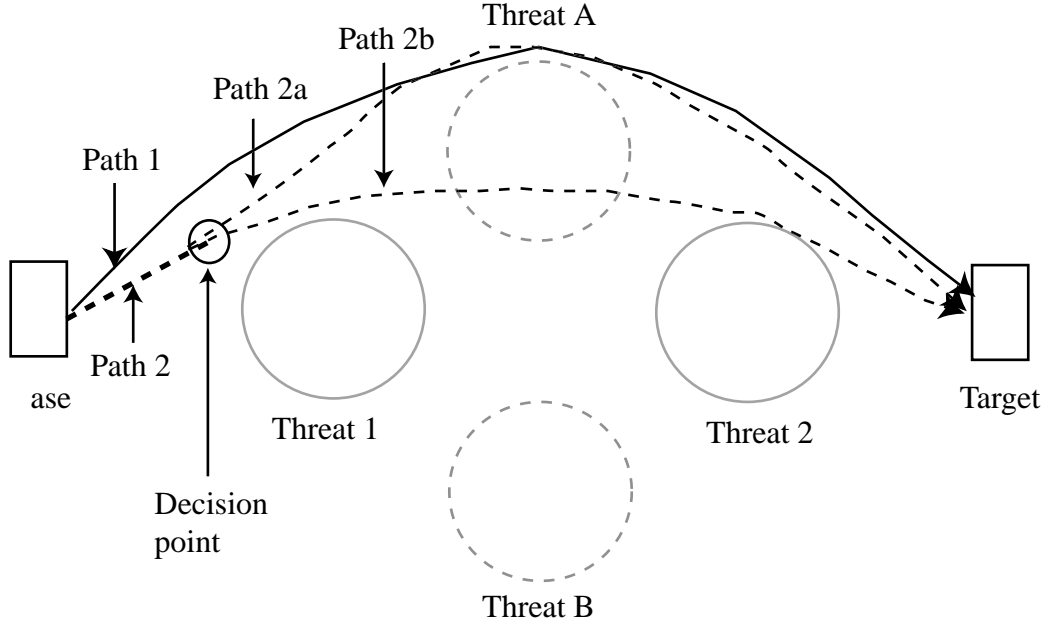 Threat A
Path 2b
Path 2a
Path 1
Path 2
ase
Target
Threat 1
Threat 2
Decision
point
Threat B